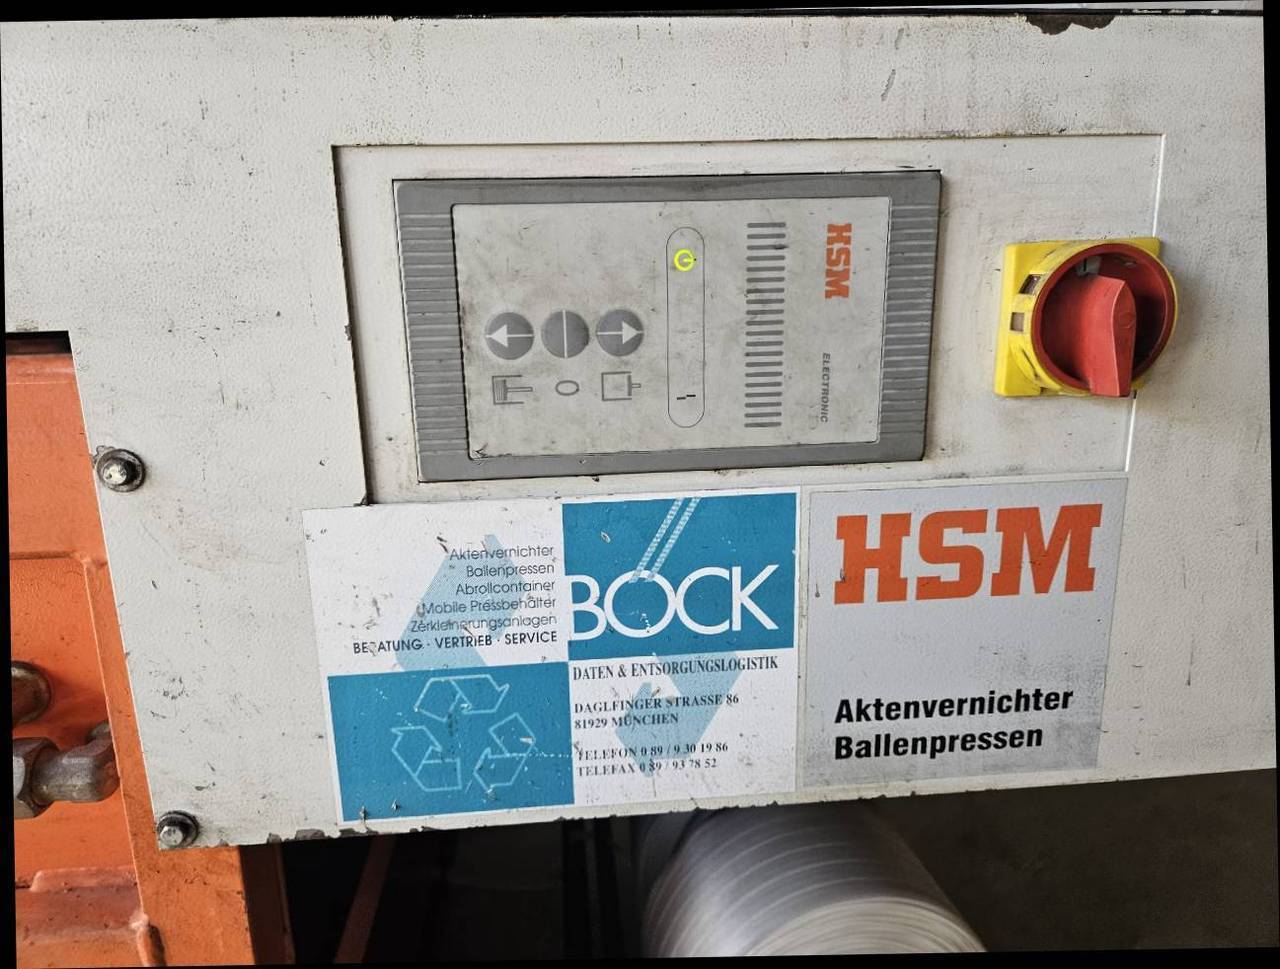 HSM
ELECTRONIC
Aktenvernichter
Ballenpressen
Abrollcontainer
Mobile Pressbehälter
Zerkleinerungsanlagen
BERATUNG · VERTRIEB · SERVICE
BOCK
DATEN & ENTSORGUNGSLOGISTIK
DAGLFINGER STRASSE 86
81929 MÜNCHEN
TELEFON 0 89 / 9 30 19 86
TELEFAX 0 89 / 93 78 52
HSM
Aktenvernichter
Ballenpressen